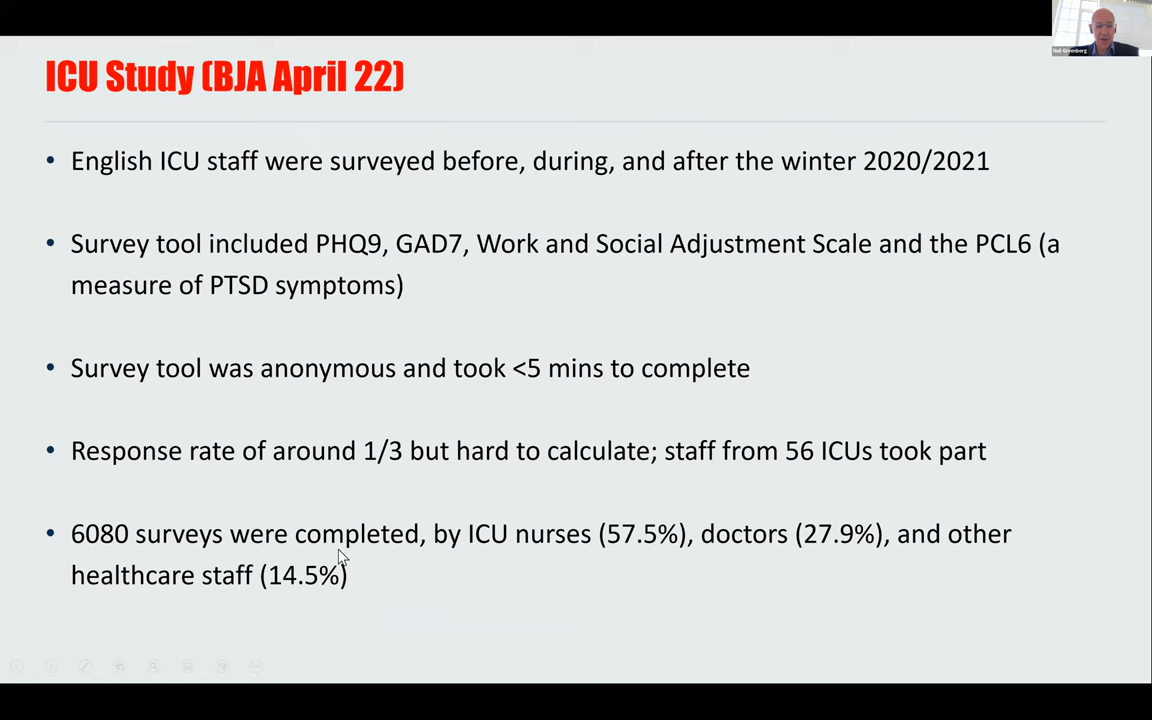 Neil Greenberg
ICU Study (BJA April 22)
• English ICU staff were surveyed before, during, and after the winter 2020/2021
• Survey tool included PHQ9, GAD7, Work and Social Adjustment Scale and the PCL6 (a
measure of PTSD symptoms)
• Survey tool was anonymous and took <5 mins to complete
• Response rate of around 1/3 but hard to calculate; staff from 56 ICUs took part
• 6080 surveys were completed, by ICU nurses (57.5%), doctors (27.9%), and other
healthcare staff (14.5%)